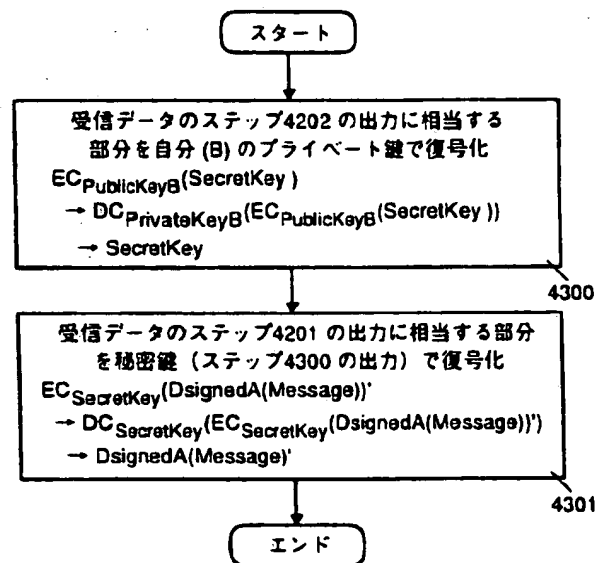 スタート
受信データのステップ4202 の出力に相当する
部分を自分 (B) のプライベート鍵で復号化
EC_PublicKeyB(SecretKey )
→ DC_PrivateKeyB(EC_PublicKeyB(SecretKey ))
→ SecretKey
4300
受信データのステップ4201 の出力に相当する部分
を秘密鍵（ステップ4300 の出力）で復号化
EC_SecretKey(DsignedA(Message))'
→ DC_SecretKey(EC_SecretKey(DsignedA(Message))')
→ DsignedA(Message)'
4301
エンド